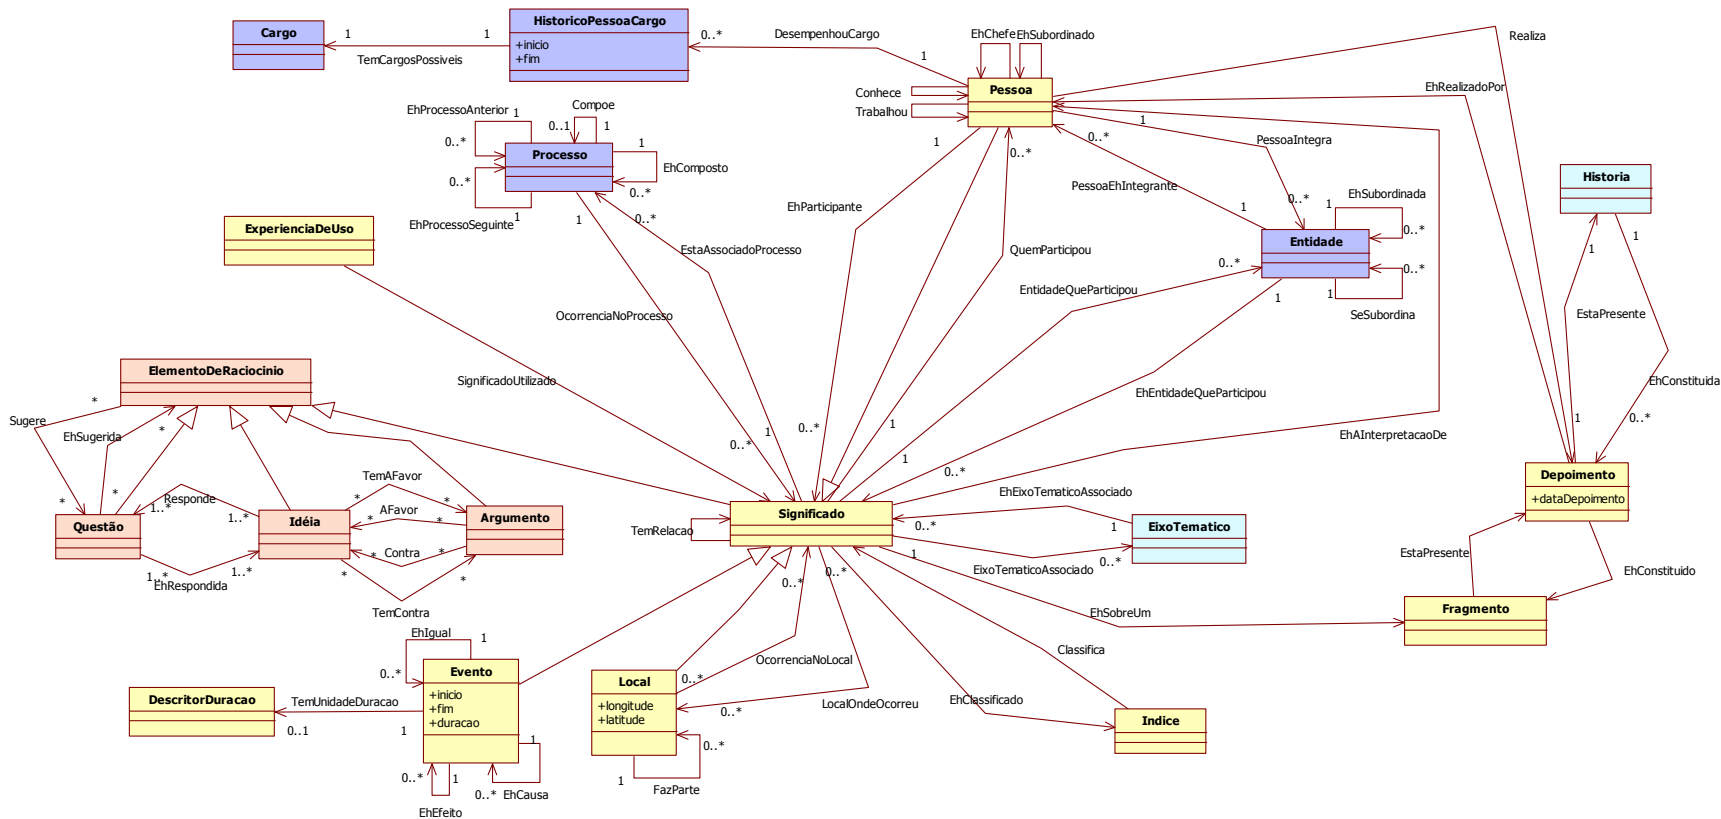 Cargo
1
1
TemCargosPossiveis
HistoricoPessoaCargo
+inicio
+fim
0..*
DesempenhouCargo
1
EhChefe
EhSubordinado
Pessoa
Conhece
Trabalhou
Realiza
EhRealizadoPor
EhProcessoAnterior
1
0..*
Compoe
0..1
1
Processo
1
EhComposto
0..*
0..*
EhProcessoSeguinte
1
1
0..*
EstaAssociadoProcesso
OcorrenciaNoProcesso
1
0..*
1
0..*
PessoaIntegra
PessoaEhIntegrante
0..*
1
EhParticipante
QuemParticipou
EntidadeQueParticipou
Entidade
1
EhSubordinada
0..*
0..*
0..*
1
SeSubordina
1
Historia
1
1
EstaPresente
EhConstituida
0..*
1
ExperienciaDeUso
SignificadoUtilizado
ElementoDeRaciocinio
Sugere
*
EhSugerida
*
*
*
Questão
Responde
1..*
1..*
1..*
1..*
EhRespondida
Idéia
TemAFavor
*
*
AFavor
*
*
Contra
*
*
TemContra
*
*
Argumento
EhEntidadeQueParticipou
EhAInterpretacaoDe
0..*
1
0..*
1
1
0..*
Significado
TemRelacao
EhEixoTematicoAssociado
0..*
1
EixoTematico
EixoTematicoAssociado
1
0..*
Depoimento
+dataDepoimento
EstaPresente
EhConstituido
Fragmento
EhSobreUm
Classifica
EhClassificado
Indice
0..*
0..*
OcorrenciaNoLocal
LocalOndeOcorreu
0..*
0..*
Local
+longitude
+latitude
0..*
1
FazParte
EhIgual
1
0..*
Evento
+inicio
+fim
+duracao
TemUnidadeDuracao
0..1
1
DescritorDuracao
1
0..*
EhCausa
0..*
1
EhEfeito